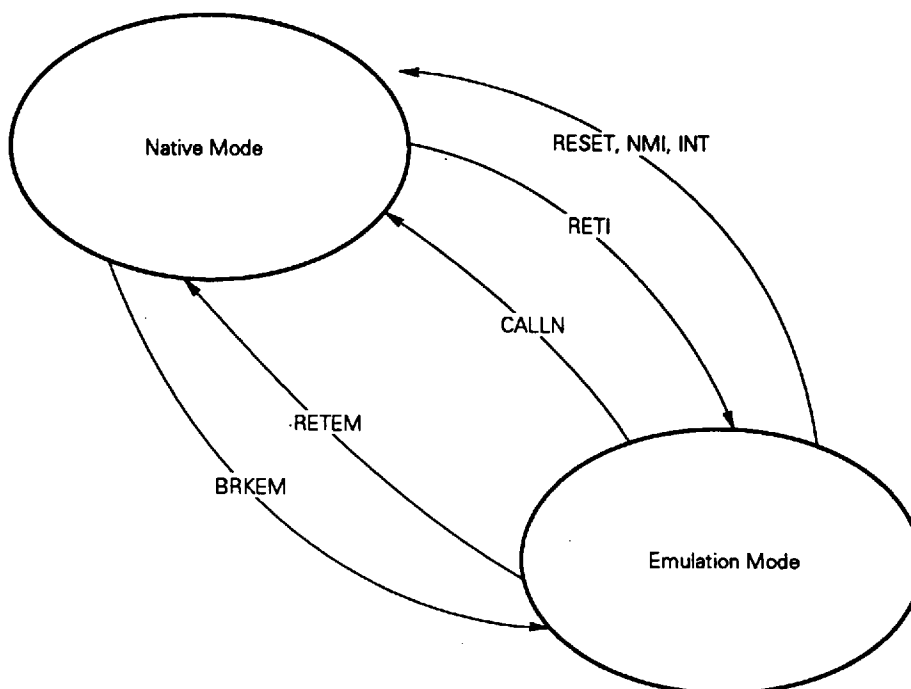 Native Mode
RESET, NMI, INT
RETI
CALLN
RETEM
BRKEM
Emulation Mode